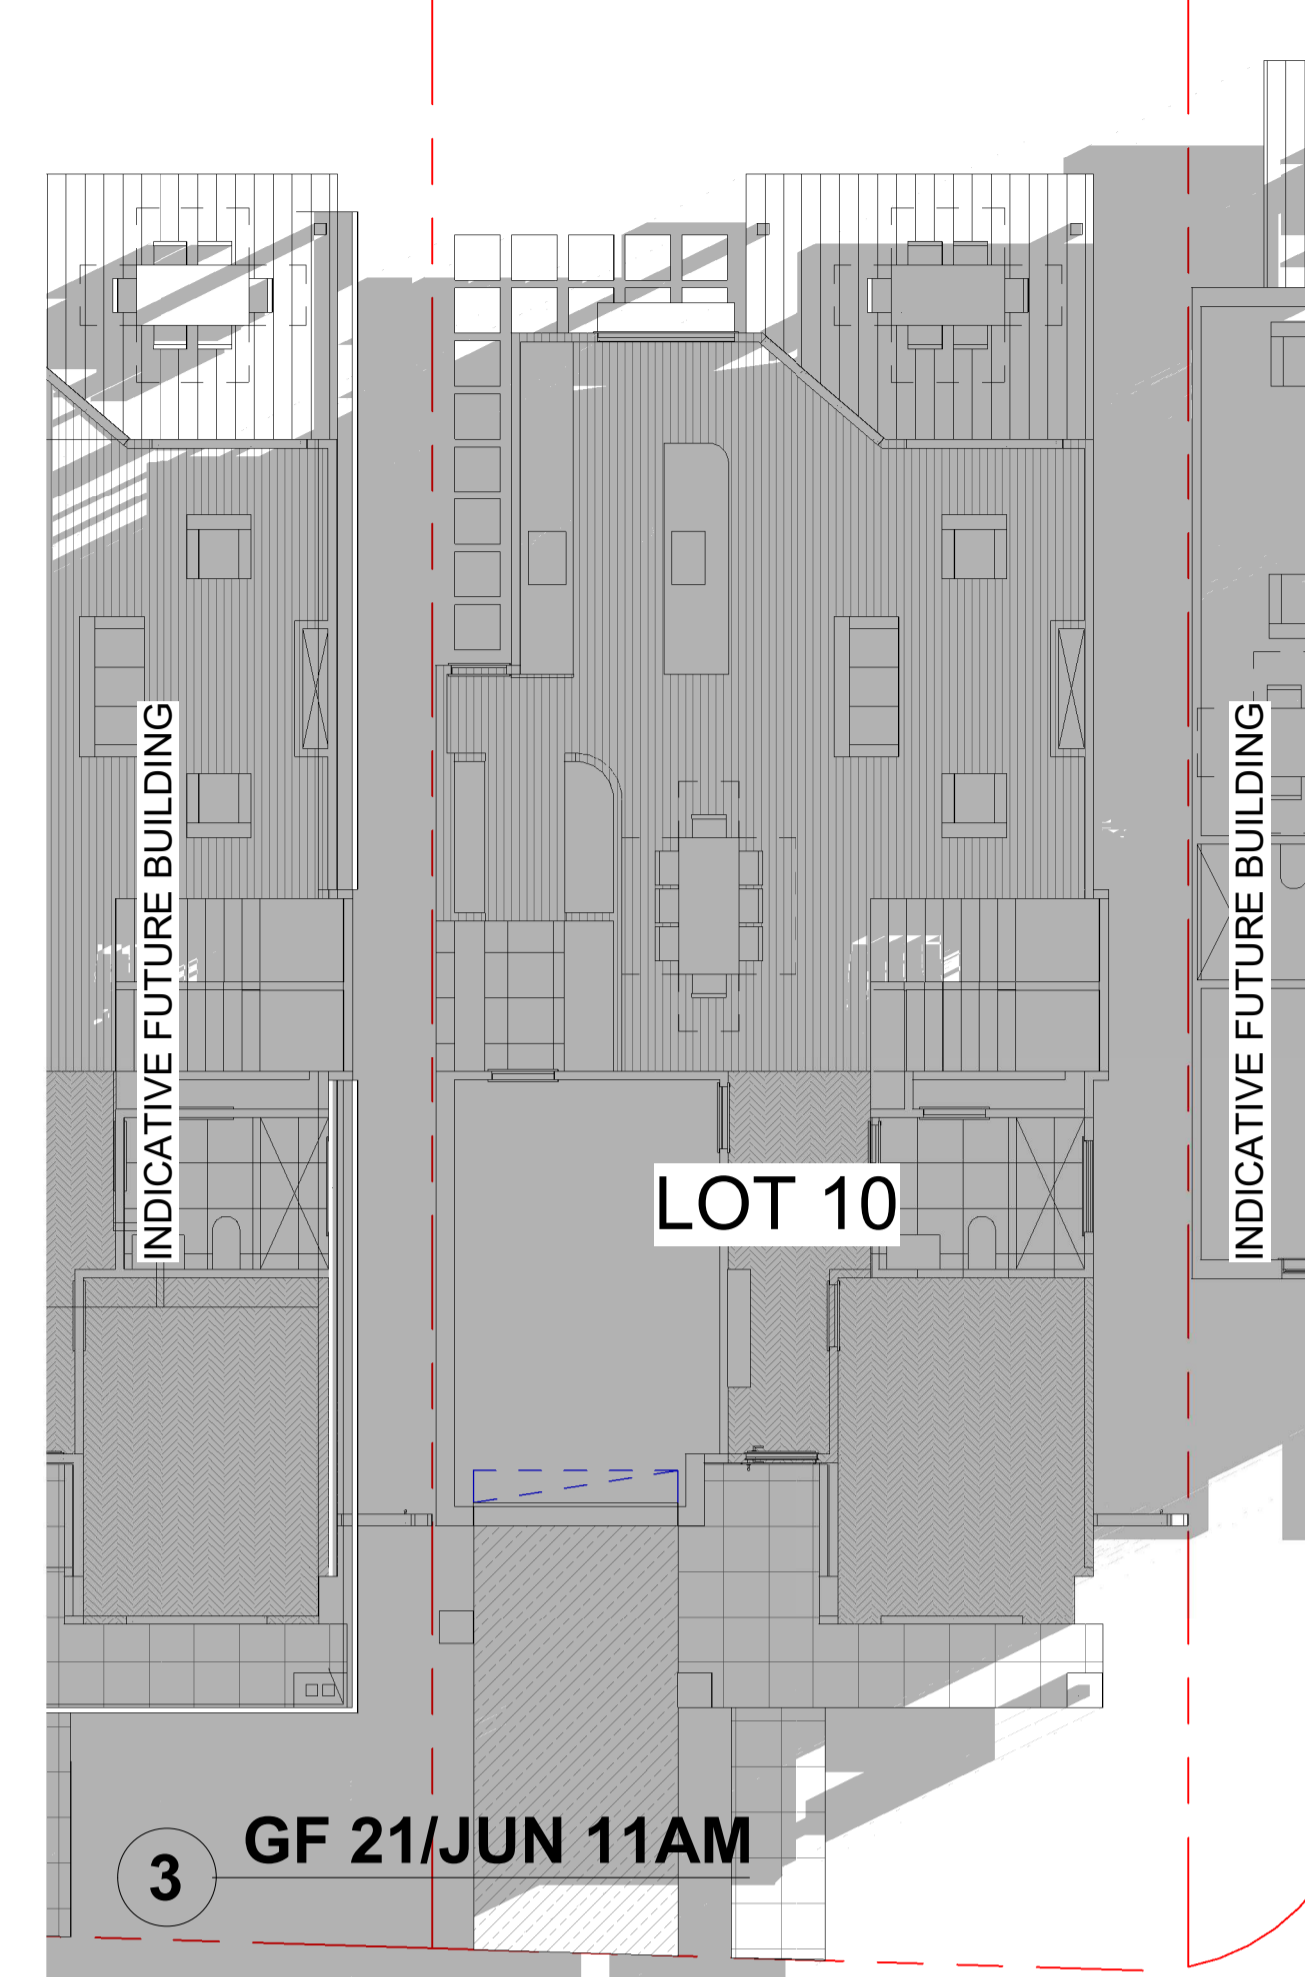 INDICATIVE FUTURE BUILDING
INDICATIVE FUTURE BUILDING
LOT 10
3
GF 21/JUN 11AM